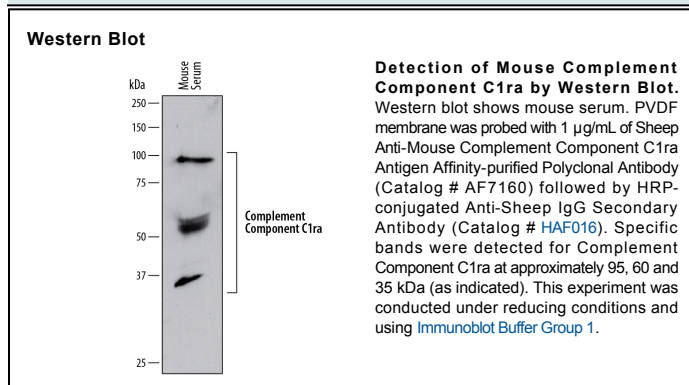 Western Blot
kDa
Mouse
Serum
250
150
100
75
50
37
25
Complement
Component C1ra
Detection of Mouse Complement
Component C1ra by Western Blot.
Western blot shows mouse serum. PVDF
membrane was probed with 1 µg/mL of Sheep
Anti-Mouse Complement Component C1ra
Antigen Affinity-purified Polyclonal Antibody
(Catalog # AF7160) followed by HRP-
conjugated Anti-Sheep IgG Secondary
Antibody (Catalog # HAF016). Specific
bands were detected for Complement
Component C1ra at approximately 95, 60 and
35 kDa (as indicated). This experiment was
conducted under reducing conditions and
using Immunoblot Buffer Group 1.